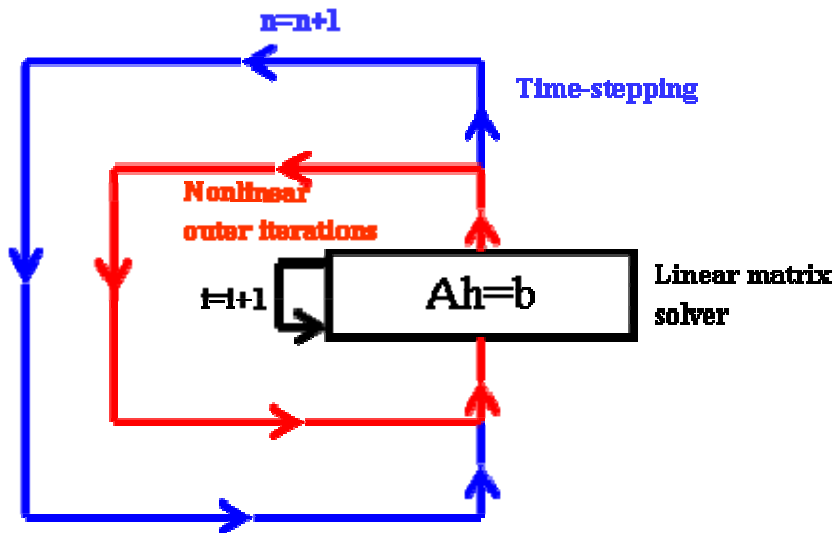 n=n+1
Time-stepping
Nonlinear
outer iterations
i=i+1
Ah=b
Linear matrix
solver